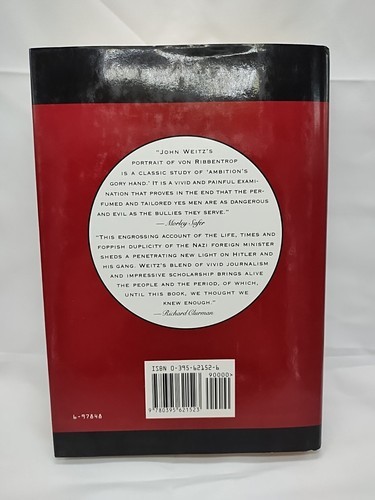 "John Weitz's
portrait of von Ribbentrop
is a classic study of 'ambition's
gory hand.' It is a vivid and painful exami-
nation that proves in the end that the per-
fumed and tailored yes men are as dangerous
and evil as the bullies they serve."
— Morley Safer
"This engrossing account of the life, times and
foppish duplicity of the Nazi foreign minister
sheds a penetrating new light on Hitler and
his gang. Weitz's blend of vivid journalism
and impressive scholarship brings alive
the people and the period, of which,
until this book, we thought we
knew enough."
— Richard Clurman
ISBN 0-395-62152-6
90000>
9 780395 621523
6-97848